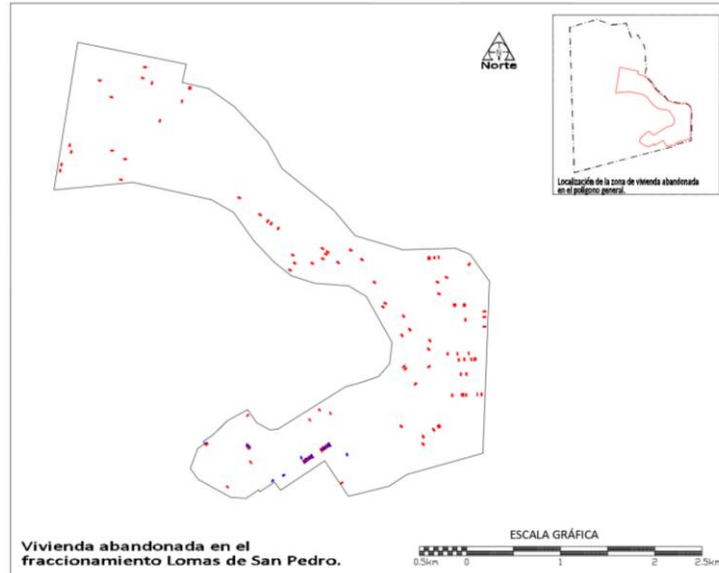 N
Norte
Localización de la zona de vivienda abandonada
en el polígono general.
Vivienda abandonada en el
fraccionamiento Lomas de San Pedro.
ESCALA GRÁFICA
0.5km 0 1 2 2.5km